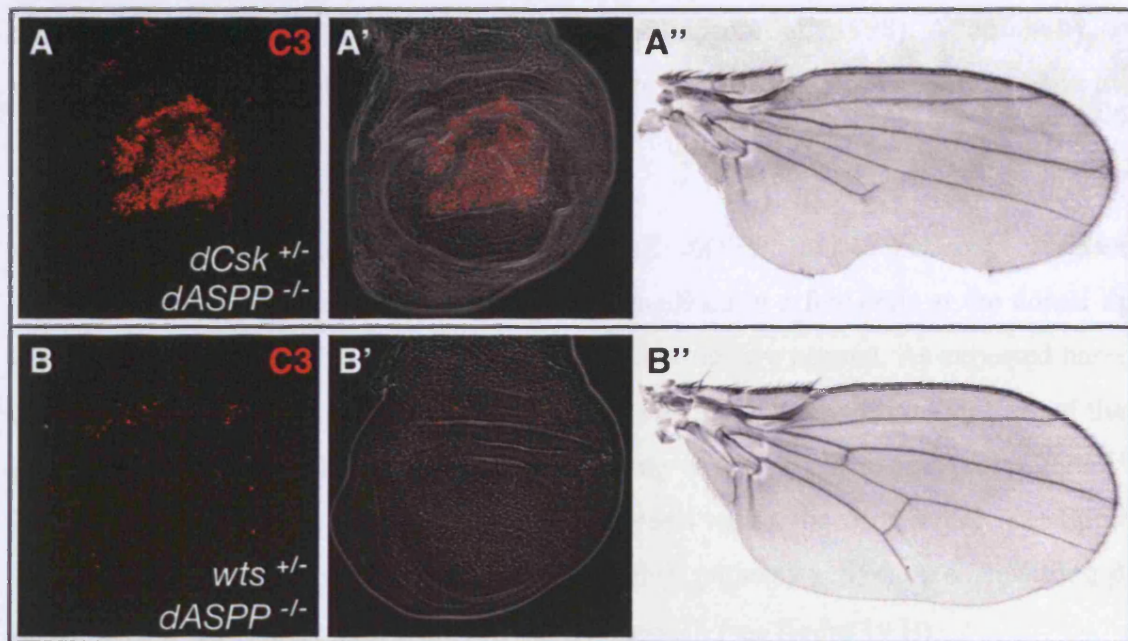 A C3
dCsk +/-
dASPP -/-
A'
A''
B C3
wts +/-
dASPP -/-
B'
B''